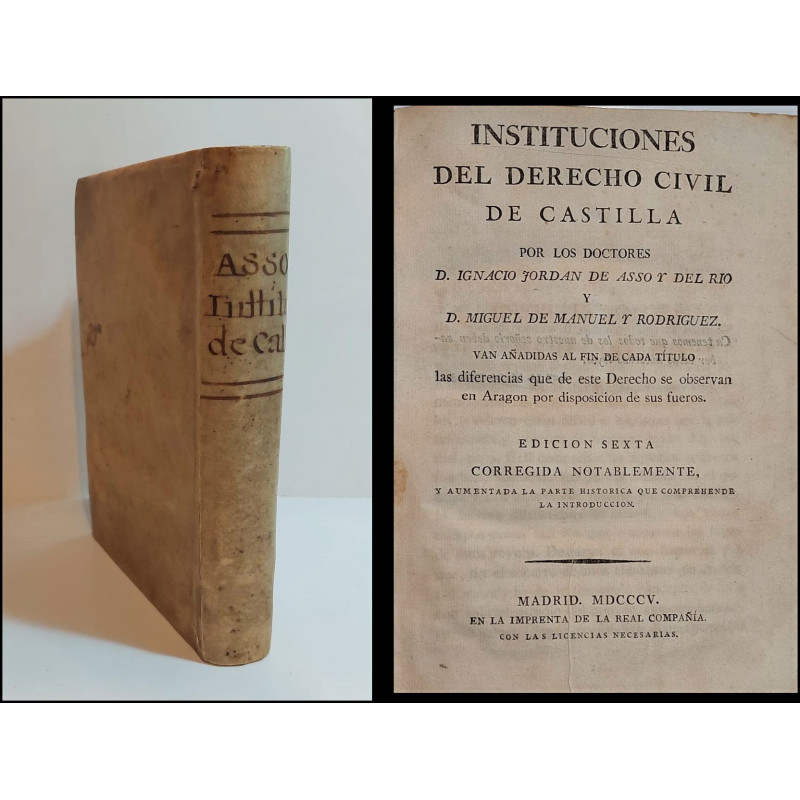 ASSO
Inſtit
de Caſ
INSTITUCIONES
DEL DERECHO CIVIL
DE CASTILLA
POR LOS DOCTORES
D. IGNACIO JORDAN DE ASSO Y DEL RIO
Y
D. MIGUEL DE MANUEL Y RODRIGUEZ.
VAN AÑADIDAS AL FIN DE CADA TÍTULO
las diferencias que de este Derecho se observan
en Aragon por disposicion de sus fueros.
EDICION SEXTA
CORREGIDA NOTABLEMENTE,
Y AUMENTADA LA PARTE HISTORICA QUE COMPREHENDE
LA INTRODUCCION.
MADRID. MDCCCV.
EN LA IMPRENTA DE LA REAL COMPAÑÍA.
CON LAS LICENCIAS NECESARIAS.